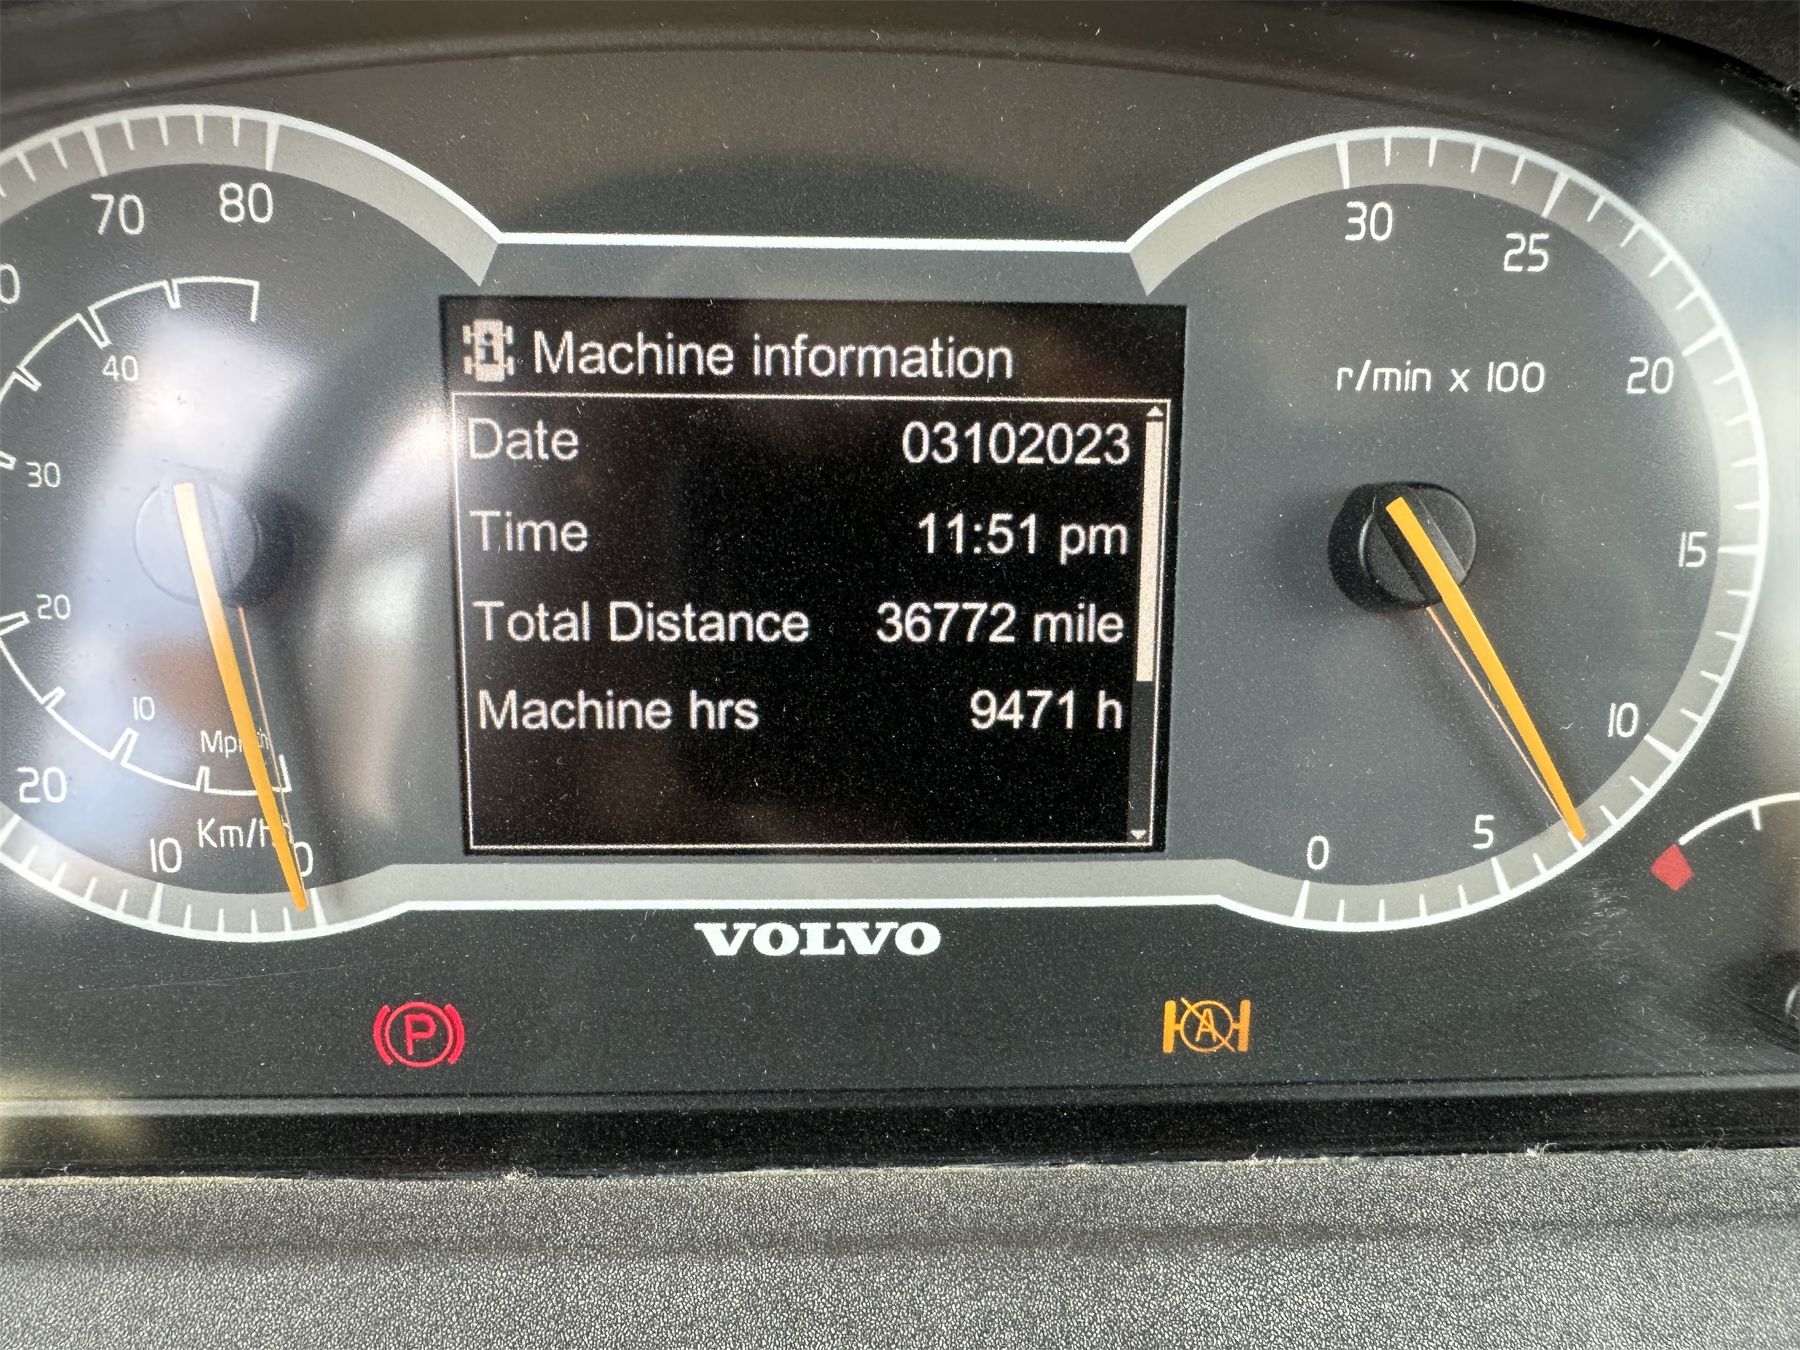 Machine information
Date 03102023
Time 11:51 pm
Total Distance 36772 mile
Machine hrs 9471 h
70 80
40
30
20
10
20
10
0
30
25
r/min x 100 20
15
10
5
0
VOLVO
P
A